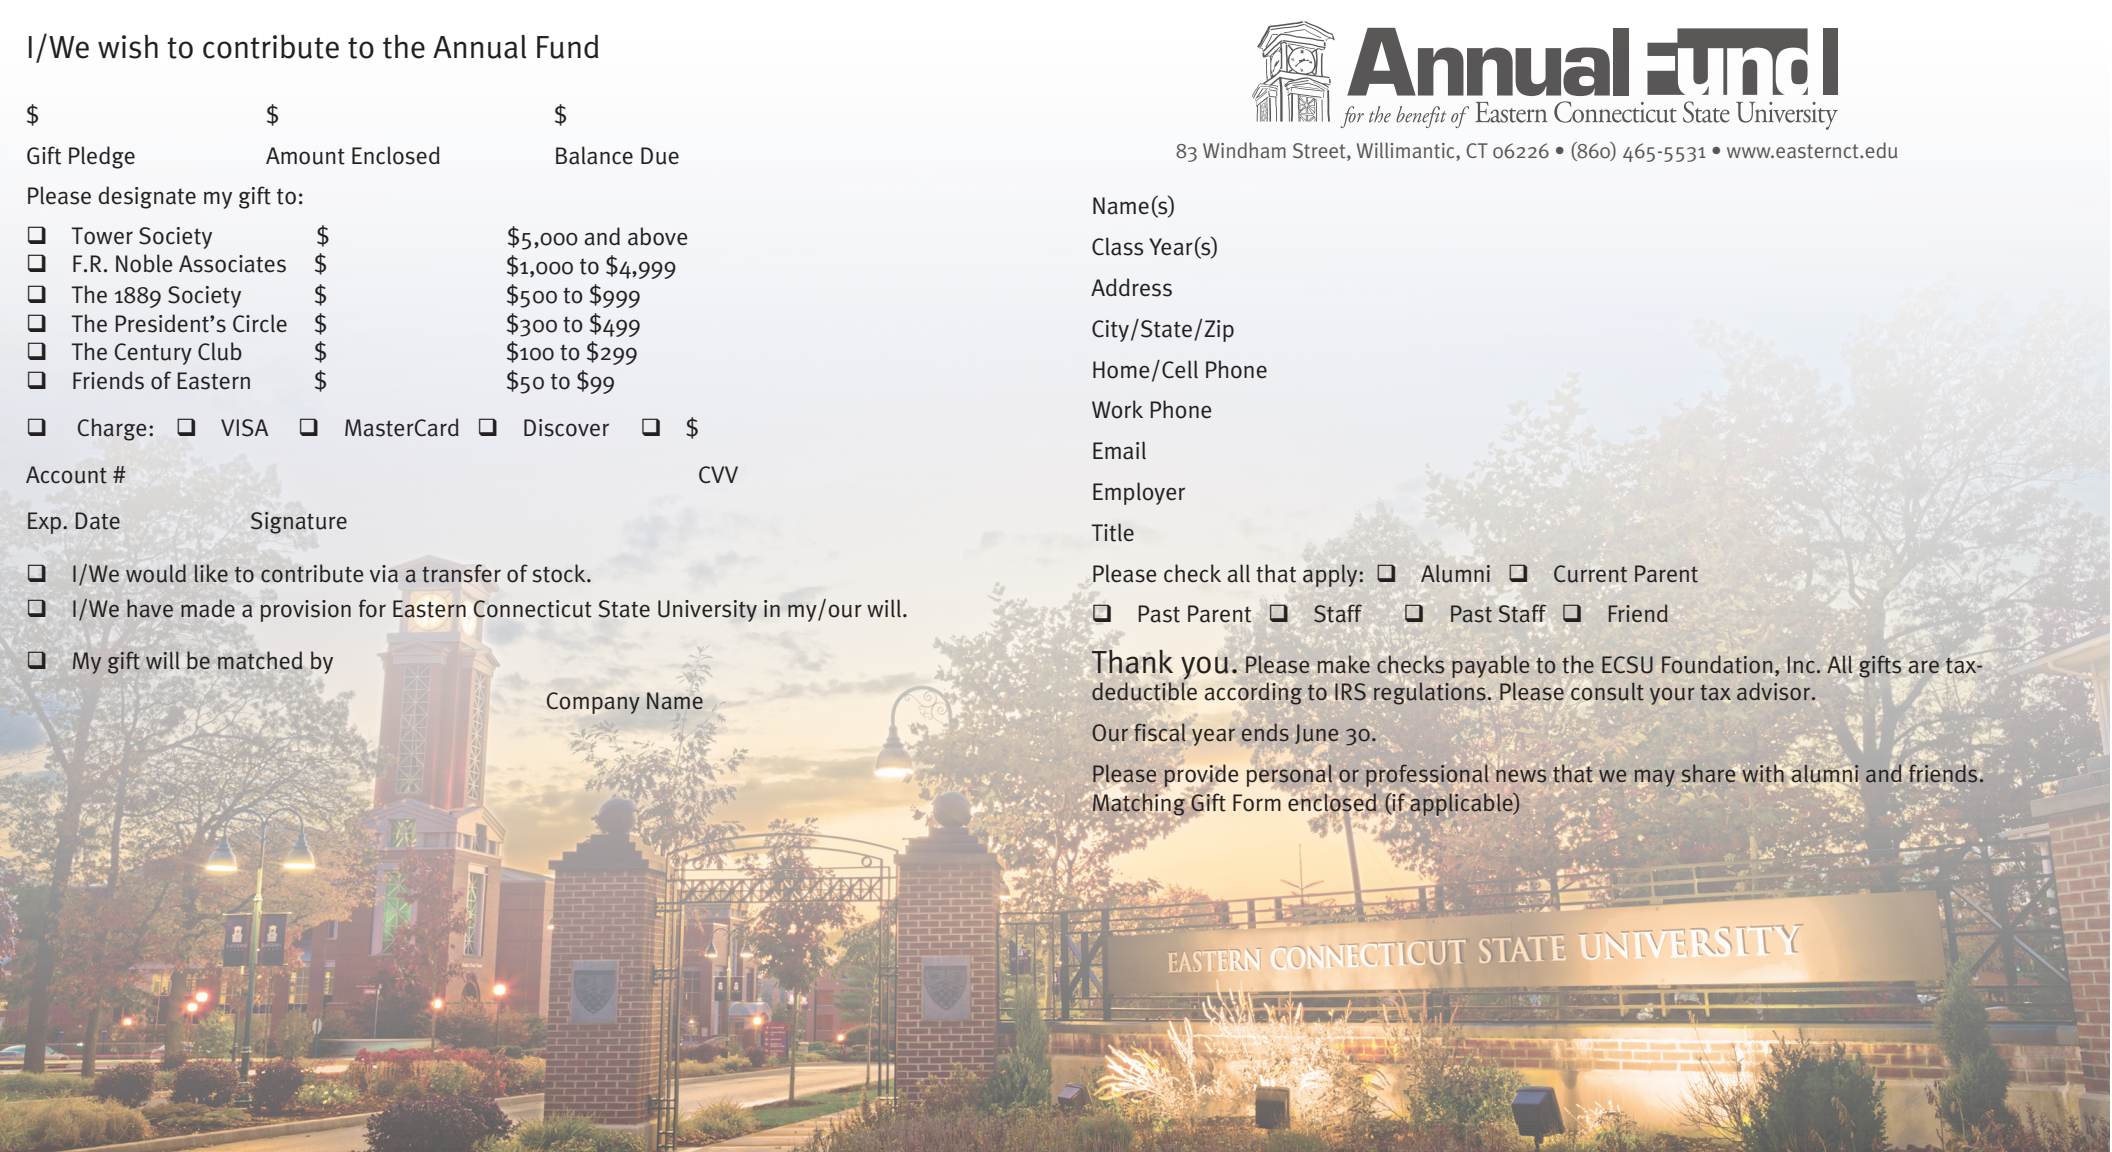 I/We wish to contribute to the Annual Fund
$ $ $
Gift Pledge Amount Enclosed Balance Due
Please designate my gift to:
❑ Tower Society $ $5,000 and above
❑ F.R. Noble Associates $ $1,000 to $4,999
❑ The 1889 Society $ $500 to $999
❑ The President’s Circle $ $300 to $499
❑ The Century Club $ $100 to $299
❑ Friends of Eastern $ $50 to $99
❑ Charge: ❑ VISA ❑ MasterCard ❑ Discover ❑ $
Account # CVV
Exp. Date Signature
❑ I/We would like to contribute via a transfer of stock.
❑ I/We have made a provision for Eastern Connecticut State University in my/our will.
❑ My gift will be matched by
Company Name
Annual Fund
for the benefit of Eastern Connecticut State University
83 Windham Street, Willimantic, CT 06226 • (860) 465-5531 • www.easternct.edu
Name(s)
Class Year(s)
Address
City/State/Zip
Home/Cell Phone
Work Phone
Email
Employer
Title
Please check all that apply: ❑ Alumni ❑ Current Parent
❑ Past Parent ❑ Staff ❑ Past Staff ❑ Friend
Thank you. Please make checks payable to the ECSU Foundation, Inc. All gifts are tax-
deductible according to IRS regulations. Please consult your tax advisor.
Our fiscal year ends June 30.
Please provide personal or professional news that we may share with alumni and friends.
Matching Gift Form enclosed (if applicable)
EASTERN CONNECTICUT STATE UNIVERSITY